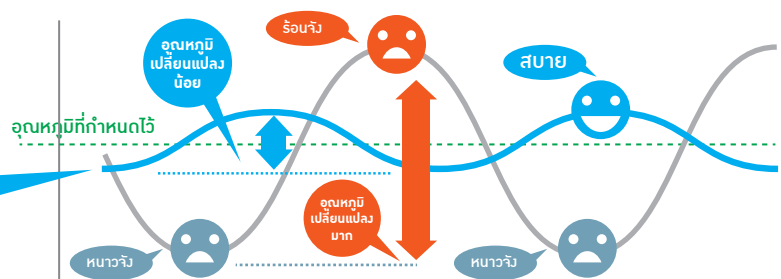 ร้อนจัง
อุณหภูมิ
เปลี่ยนแปลง
น้อย
สบาย
อุณหภูมิที่กำหนดไว้
อุณหภูมิ
เปลี่ยนแปลง
มาก
หนาวจัง
หนาวจัง